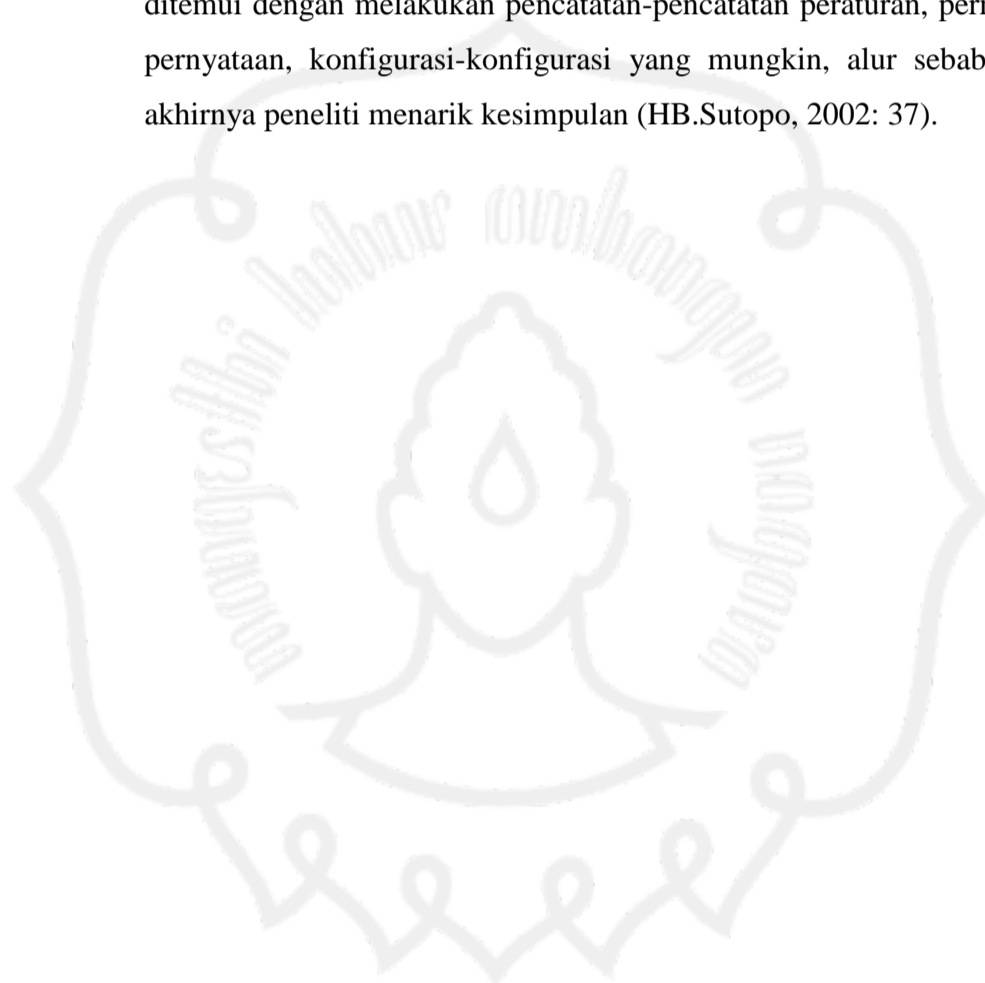 ditemui dengan melakukan pencatatan-pencatatan peraturan,
pernyataan, konfigurasi-konfigurasi yang mungkin, alur sebab
akhirnya peneliti menarik kesimpulan (HB.Sutopo, 2002: 37).